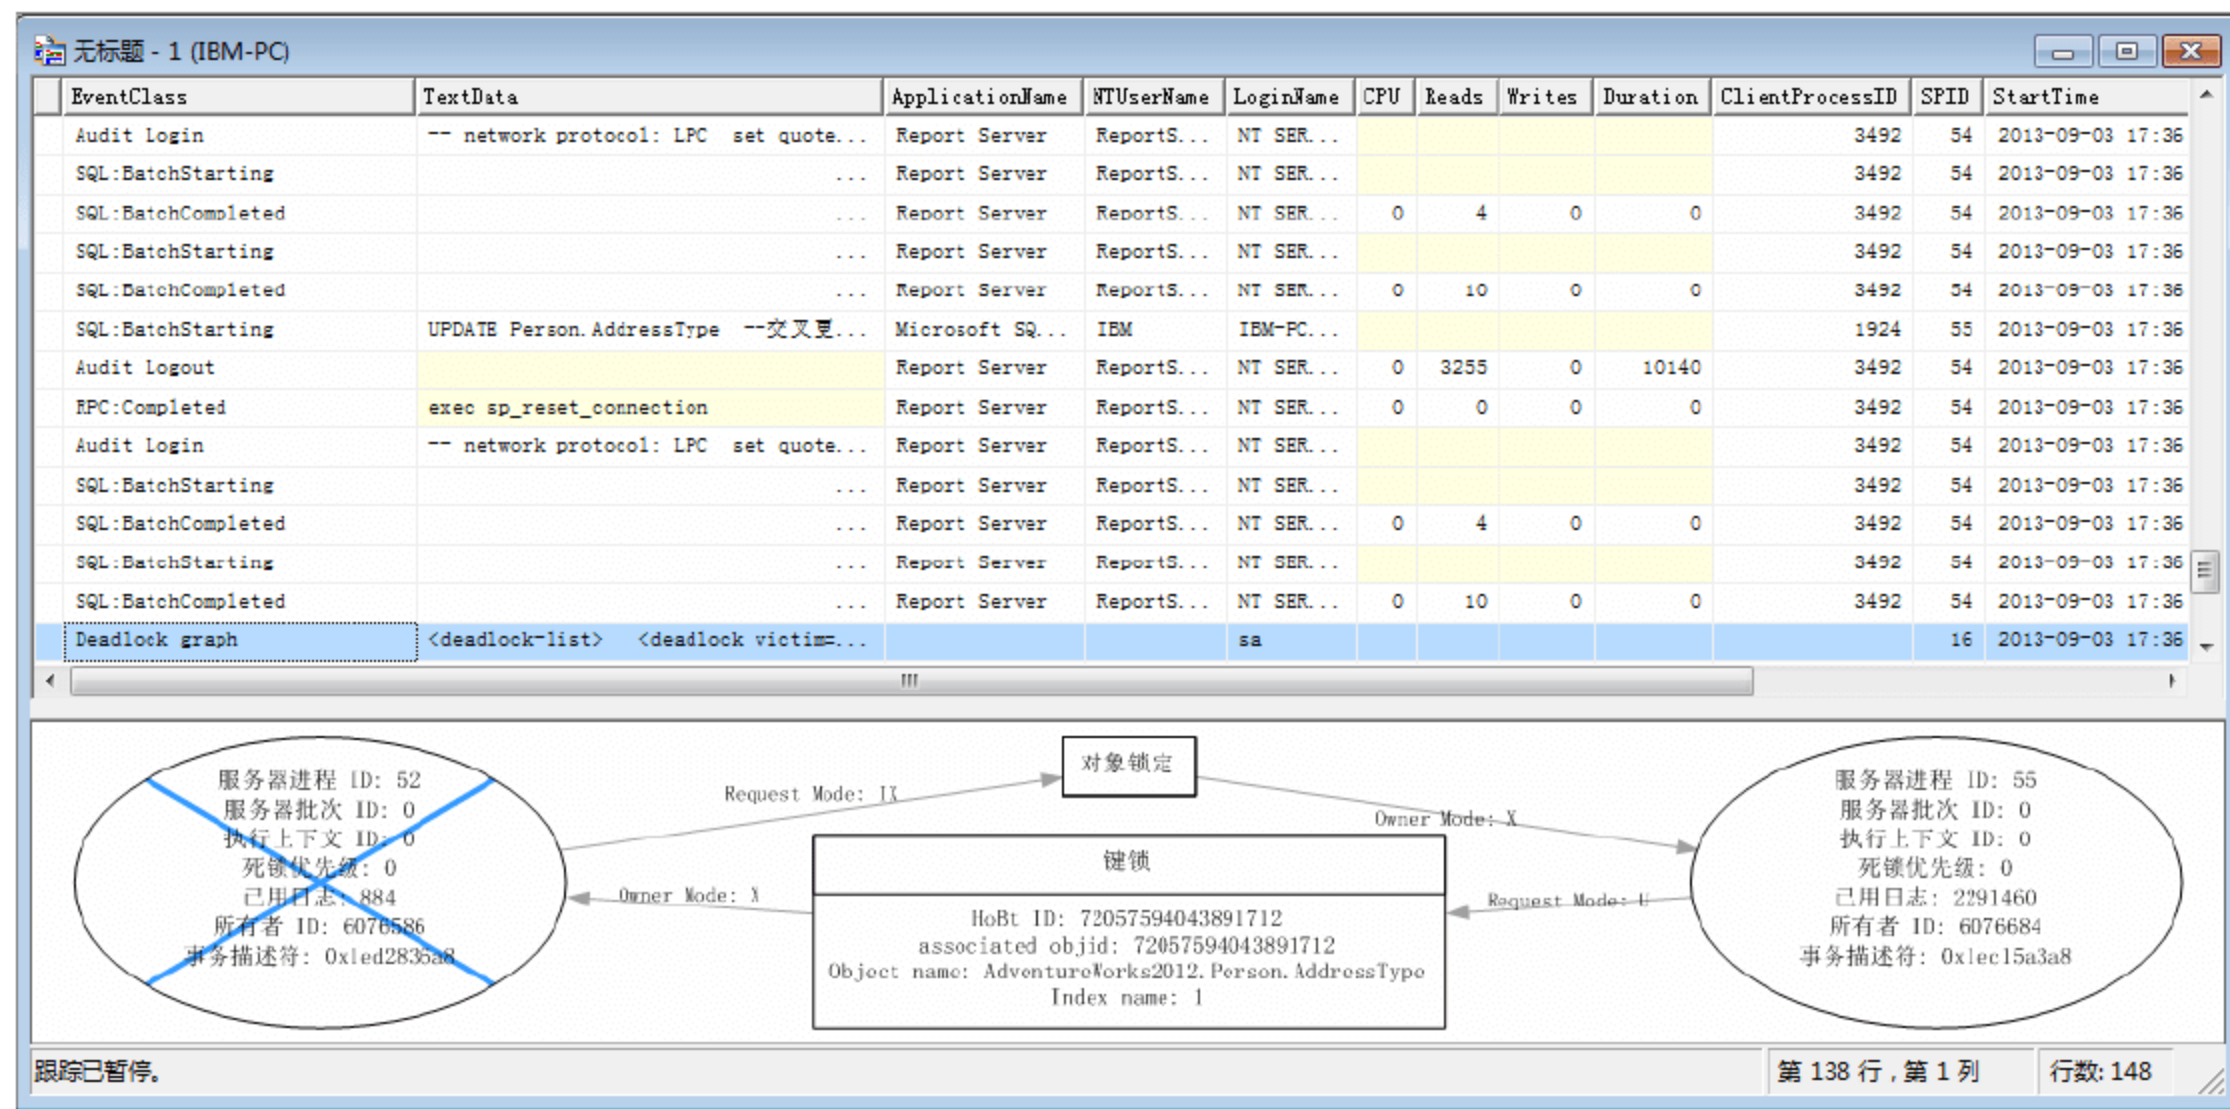 无标题 - 1 (IBM-PC)
EventClass TextData ApplicationName NTUserName LoginName CPU Reads Writes Duration ClientProcessID SPID StartTime
Audit Login -- network protocol: LPC set quote... Report Server ReportS... NT SER... 3492 54 2013-09-03 17:36
SQL:BatchStarting ... Report Server ReportS... NT SER... 3492 54 2013-09-03 17:36
SQL:BatchCompleted ... Report Server ReportS... NT SER... 0 4 0 0 3492 54 2013-09-03 17:36
SQL:BatchStarting ... Report Server ReportS... NT SER... 3492 54 2013-09-03 17:36
SQL:BatchCompleted ... Report Server ReportS... NT SER... 0 10 0 0 3492 54 2013-09-03 17:36
SQL:BatchStarting UPDATE Person.AddressType --交叉更... Microsoft SQ... IBM IBM-PC... 1924 55 2013-09-03 17:36
Audit Logout Report Server ReportS... NT SER... 0 3255 0 10140 3492 54 2013-09-03 17:36
RPC:Completed exec sp_reset_connection Report Server ReportS... NT SER... 0 0 0 0 3492 54 2013-09-03 17:36
Audit Login -- network protocol: LPC set quote... Report Server ReportS... NT SER... 3492 54 2013-09-03 17:36
SQL:BatchStarting ... Report Server ReportS... NT SER... 3492 54 2013-09-03 17:36
SQL:BatchCompleted ... Report Server ReportS... NT SER... 0 4 0 0 3492 54 2013-09-03 17:36
SQL:BatchStarting ... Report Server ReportS... NT SER... 3492 54 2013-09-03 17:36
SQL:BatchCompleted ... Report Server ReportS... NT SER... 0 10 0 0 3492 54 2013-09-03 17:36
Deadlock graph <deadlock-list> <deadlock victim=... sa 16 2013-09-03 17:36
服务器进程 ID: 52
服务器批次 ID: 0
执行上下文 ID: 0
死锁优先级: 0
已用日志: 884
所有者 ID: 6076586
事务描述符: 0x1ed2835a8
Request Mode: IX
对象锁定
Owner Mode: X
Owner Mode: X
键锁
HoBt ID: 72057594043891712
associated objid: 72057594043891712
Object name: AdventureWorks2012.Person.AddressType
Index name: 1
Request Mode: U
服务器进程 ID: 55
服务器批次 ID: 0
执行上下文 ID: 0
死锁优先级: 0
已用日志: 2291460
所有者 ID: 6076684
事务描述符: 0x1ec15a3a8
跟踪已暂停。
第 138 行，第 1 列
行数: 148